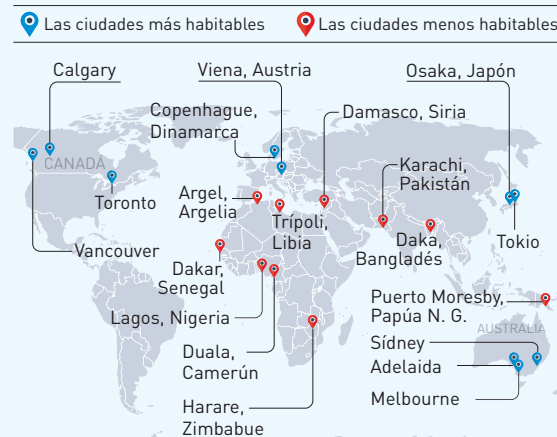 Las ciudades más habitables
Las ciudades menos habitables
Calgary
Viena, Austria
Osaka, Japón
Copenhague,
Dinamarca
Damasco, Siria
CANADÁ
Karachi,
Pakistán
Toronto
Argel,
Argelia
Trípoli,
Libia
Vancouver
Daka,
Bangladés
Tokio
Dakar,
Senegal
Lagos, Nigeria
Puerto Moresby,
Papúa N. G.
AUSTRALIA
Duala,
Camerún
Sídney
Adelaida
Melbourne
Harare,
Zimbabue